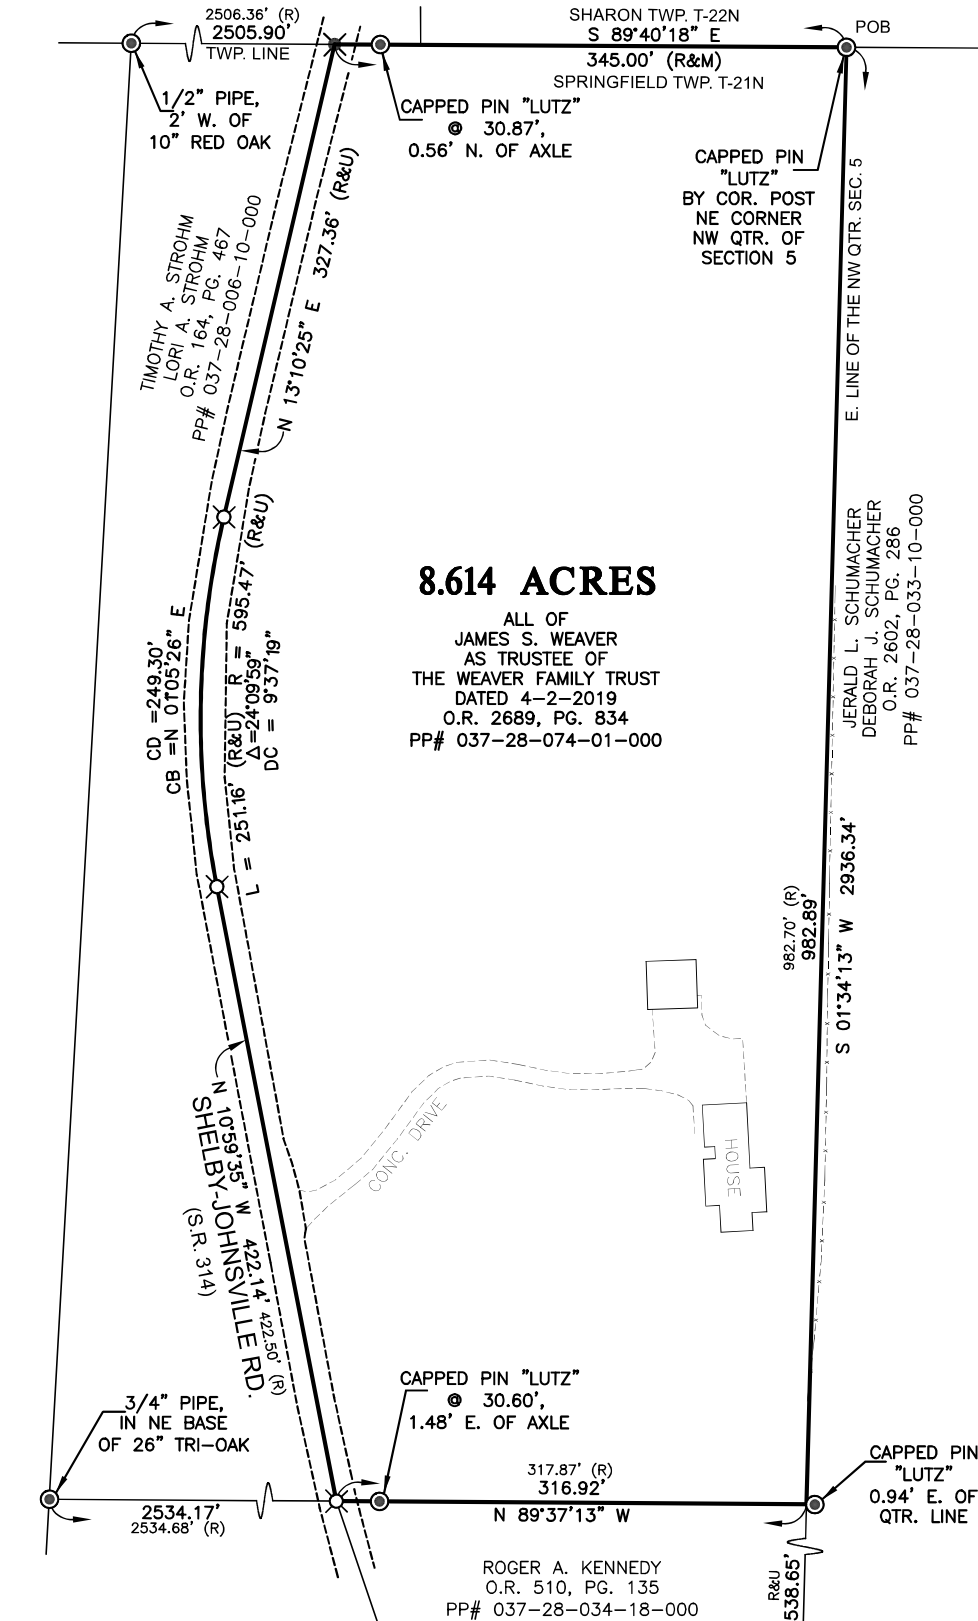 2506.36' (R)
2505.90'
TWP. LINE
SHARON TWP. T-22N
S 89°40'18" E
345.00' (R&M)
SPRINGFIELD TWP. T-21N
POB
1/2" PIPE,
2' W. OF
10" RED OAK
CAPPED PIN "LUTZ"
@ 30.87',
0.56' N. OF AXLE
CAPPED PIN
"LUTZ"
BY COR. POST
NE CORNER
NW QTR. OF
SECTION 5
E. LINE OF THE NW QTR. SEC. 5
TIMOTHY A. STROHM
LORI A. STROHM
O.R. 164, PG. 467
PP# 037-28-006-10-000
N 13°10'25" E 327.36' (R&U)
8.614 ACRES
ALL OF
JAMES S. WEAVER
AS TRUSTEE OF
THE WEAVER FAMILY TRUST
DATED 4-2-2019
O.R. 2689, PG. 834
PP# 037-28-074-01-000
JERALD L. SCHUMACHER
DEBORAH J. SCHUMACHER
O.R. 2602, PG. 286
PP# 037-28-033-10-000
CD =249.30'
CB =N 01°05'26" E
L = 251.16' (R&U) R = 595.47' (R&U)
Δ=24°09'59"
DC = 9°37'19"
982.70' (R)
982.89'
S 01°34'13" W 2936.34'
CONC. DRIVE
HOUSE
N 10°59'35" W 422.14' 422.50' (R)
SHELBY-JOHNSVILLE RD.
(S.R. 314)
3/4" PIPE,
IN NE BASE
OF 26" TRI-OAK
CAPPED PIN "LUTZ"
@ 30.60',
1.48' E. OF AXLE
CAPPED PIN
"LUTZ"
0.94' E. OF
QTR. LINE
2534.17'
2534.68' (R)
317.87' (R)
316.92'
N 89°37'13" W
ROGER A. KENNEDY
O.R. 510, PG. 135
PP# 037-28-034-18-000
R&U
538.65'